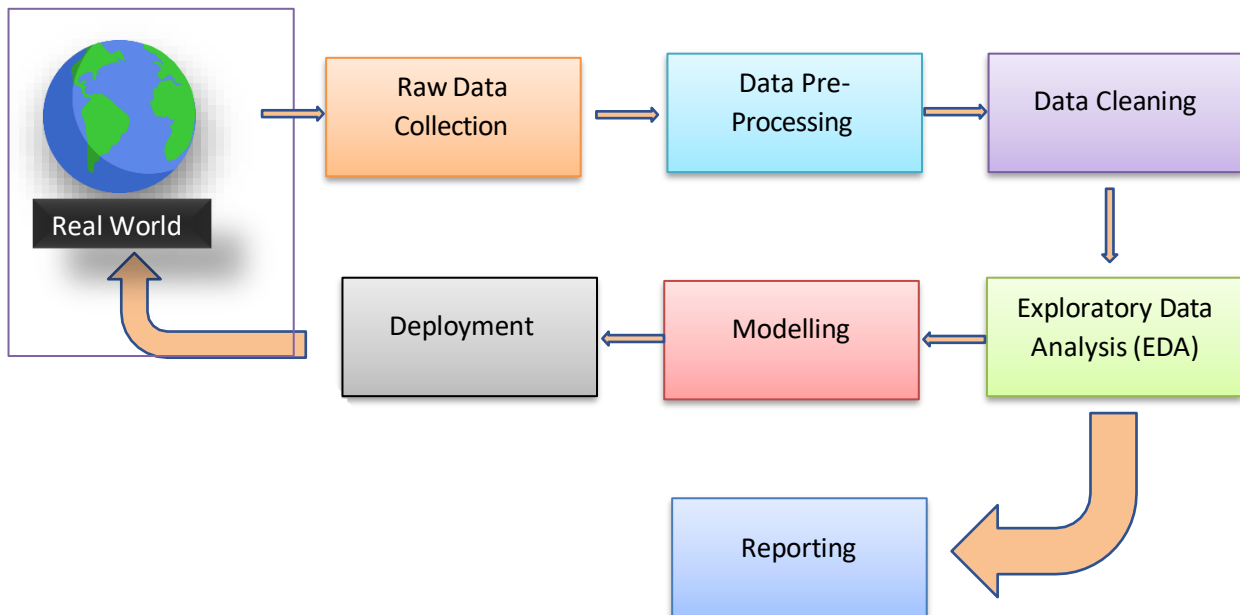 Real World
Raw Data
Collection
Data Pre-
Processing
Data Cleaning
Exploratory Data
Analysis (EDA)
Modelling
Deployment
Reporting